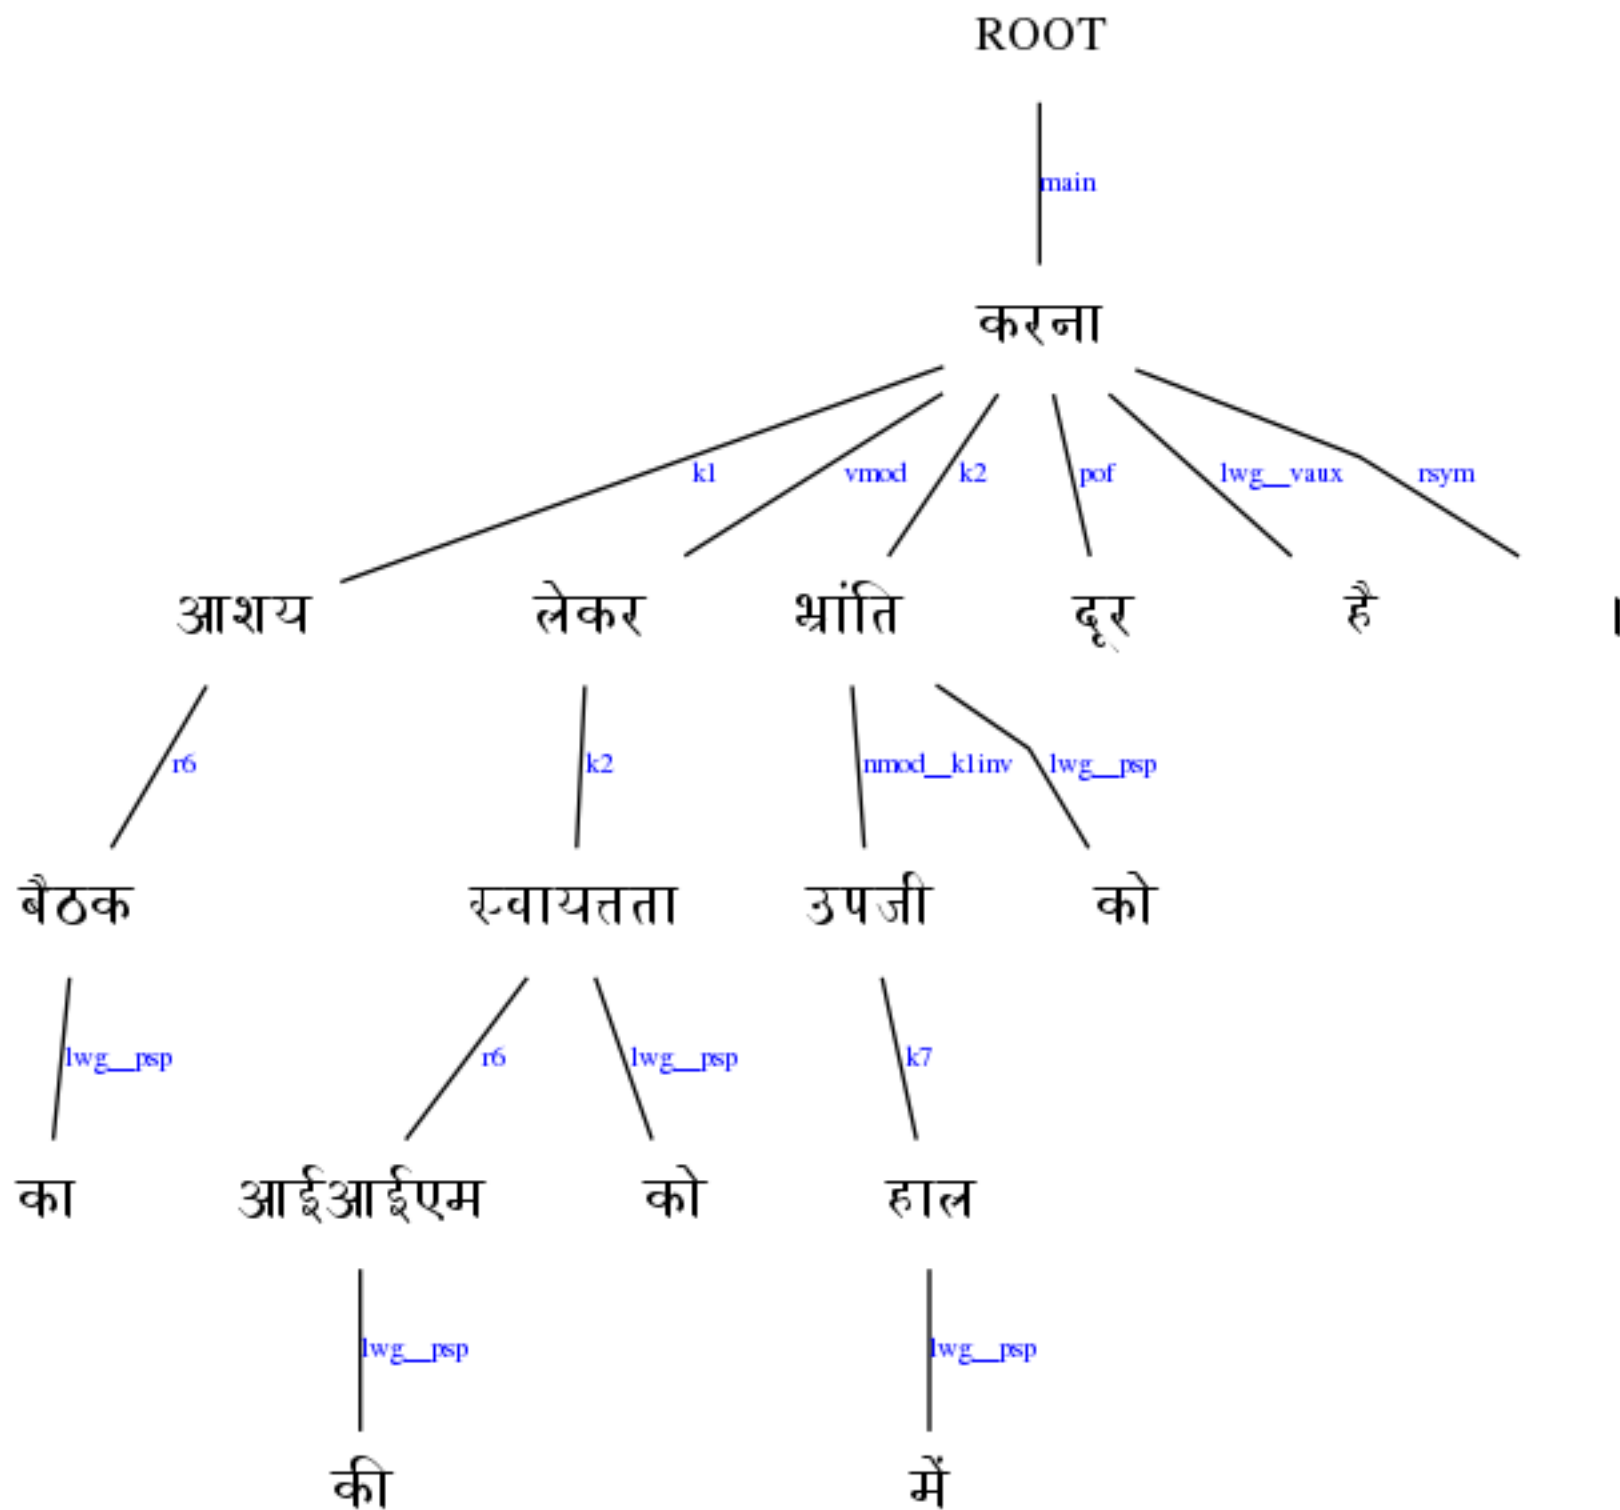 ROOT
main
करना
k1 vmod k2 pof lwg__vaux rsym
आशय लेकर भ्रांति दूर है ।
r6 k2 nmod__k1inv lwg__psp
बैठक स्वायत्तता उपजी को
lwg__psp r6 lwg__psp k7
का आईआईएम को हाल
lwg__psp lwg__psp
की में